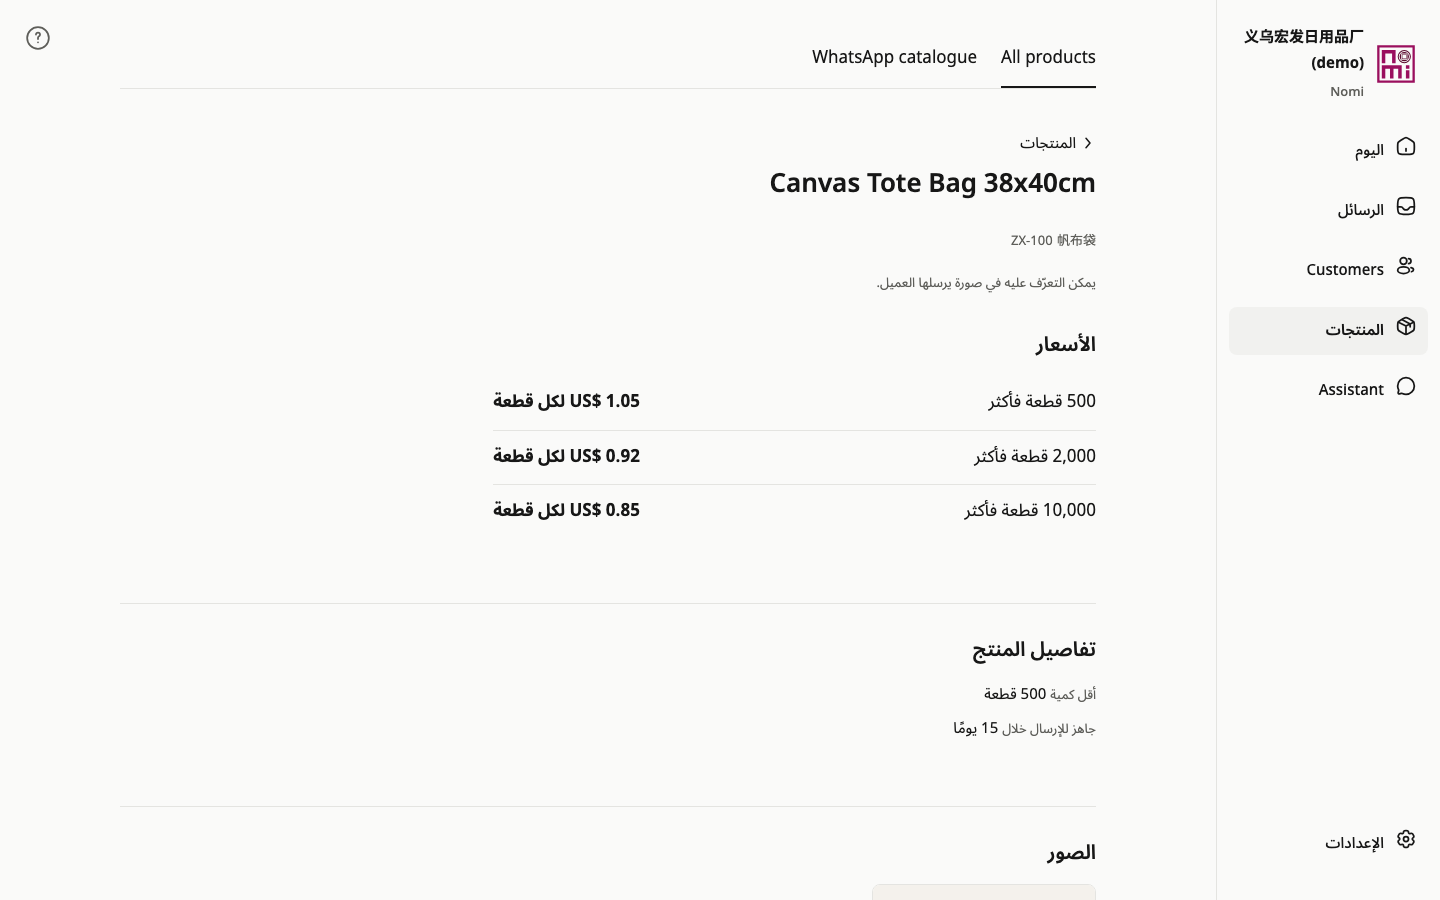 义乌宏发日用品厂
(demo)
Nomi
اليوم
الرسائل
Customers
المنتجات
Assistant
الإعدادات
All products
WhatsApp catalogue
المنتجات
Canvas Tote Bag 38x40cm
ZX-100 帆布袋
يمكن التعرّف عليه في صورة يرسلها العميل.
الأسعار
500 قطعة فأكثر
US$ 1.05 لكل قطعة
2,000 قطعة فأكثر
US$ 0.92 لكل قطعة
10,000 قطعة فأكثر
US$ 0.85 لكل قطعة
تفاصيل المنتج
أقل كمية 500 قطعة
جاهز للإرسال خلال 15 يومًا
الصور